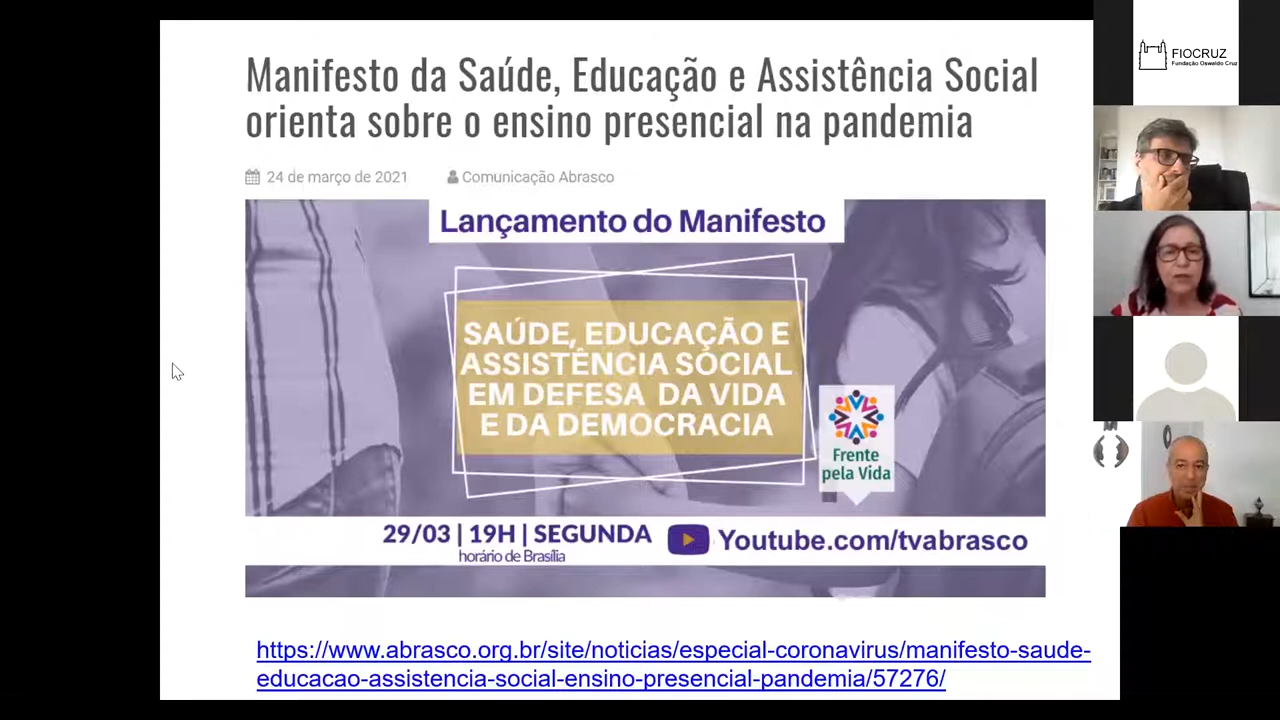 Manifesto da Saúde, Educação e Assistência Social
orienta sobre o ensino presencial na pandemia
24 de março de 2021 Comunicação Abrasco
Lançamento do Manifesto
SAÚDE, EDUCAÇÃO E
ASSISTÊNCIA SOCIAL
EM DEFESA DA VIDA
E DA DEMOCRACIA
Frente
pela Vida
29/03 | 19H | SEGUNDA
horário de Brasília
Youtube.com/tvabrasco
https://www.abrasco.org.br/site/noticias/especial-coronavirus/manifesto-saude-
educacao-assistencia-social-ensino-presencial-pandemia/57276/
FIOCRUZ
Fundação Oswaldo Cruz